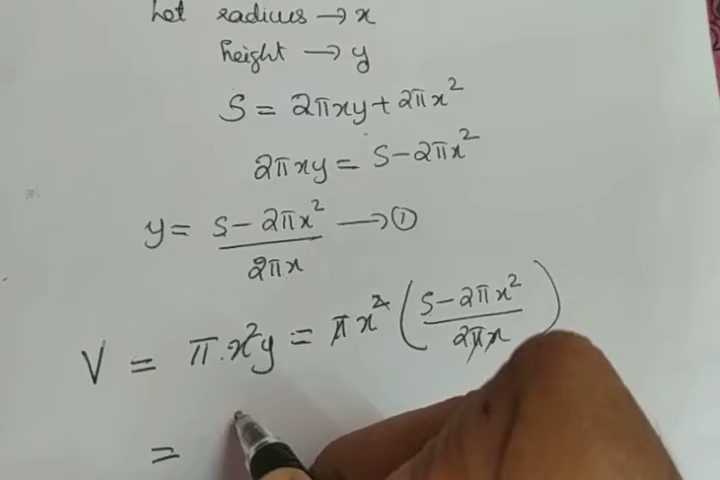 Let radius → x
height → y
S = 2πxy + 2πx²
2πxy = S - 2πx²
y = S - 2πx² / 2πx → ①
V = π.x²y = πx² (S - 2πx² / 2πx)
=